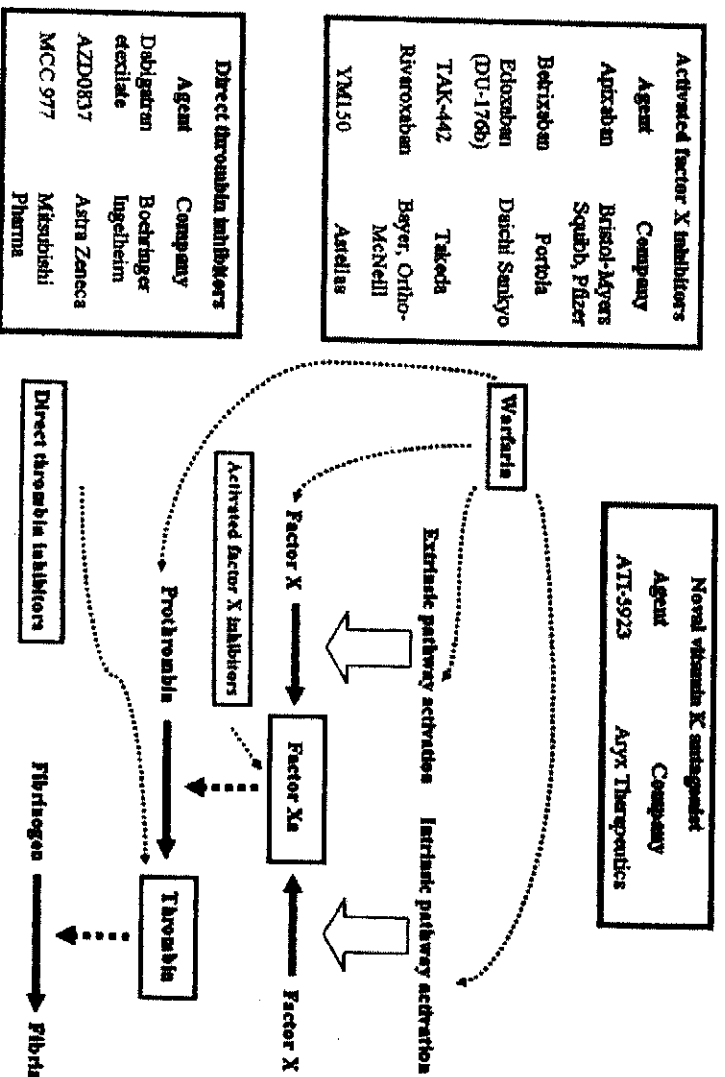 Activated factor X inhibitors
Agent Company
Apixaban Bristol-Myers
Squibb, Pfizer
Betrixaban Portola
Edoxaban Daichi Sankyo
(DU-176b)
TAK-442 Takeda
Rivaroxaban Bayer, Ortho-
McNeill
YM150 Astellas
Direct thrombin inhibitors
Agent Company
Dabigatran Boehringer
etexilate Ingelheim
AZD0837 Astra Zeneca
MCC 977 Mitsubishi
Pharma
Noval vitamin K antagonist
Agent Company
ATI-5923 Aryx Therapeutics
Warfarin
Extrinsic pathway activation
Intrinsic pathway activation
Factor X
Factor Xa
Factor X
Activated factor X inhibitors
Prothrombin
Thrombin
Direct thrombin inhibitors
Fibrinogen
Fibrin